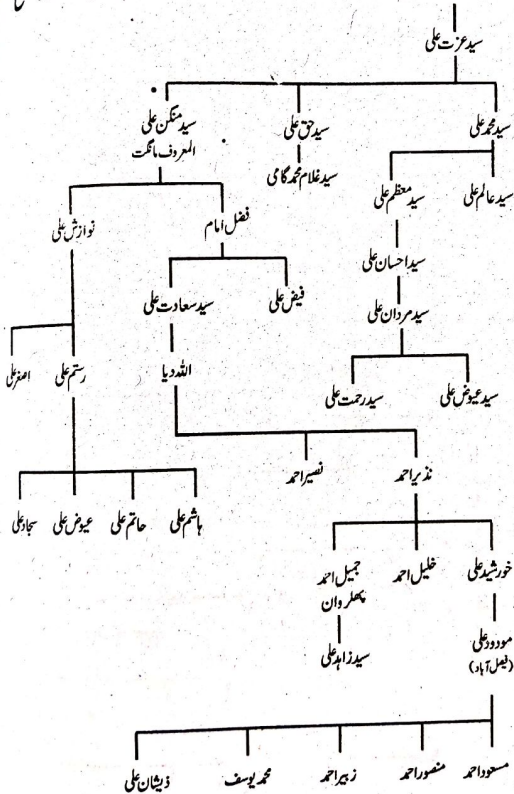 سید عزت علی
سید محمد علی سید حق علی سید منگن علی
المعروف مانگت
سید عالم علی سید معظم علی سید غلام محمد گامی
فضل امام نوازش علی
سید احسان علی
فیض علی سید سعادت علی
سید مردان علی
اللہ دیا رستم علی اصغر علی
سید عیوض علی سید رحمت علی
نذیر احمد نصیر احمد
ہاشم علی حاتم علی عیوض علی سجاد علی
خورشید علی خلیل احمد جمیل احمد
پھلروان
مودود علی
(فیصل آباد)
سید زاہد علی
مسعود احمد منصور احمد زبیر احمد محمد یوسف ذیشان علی